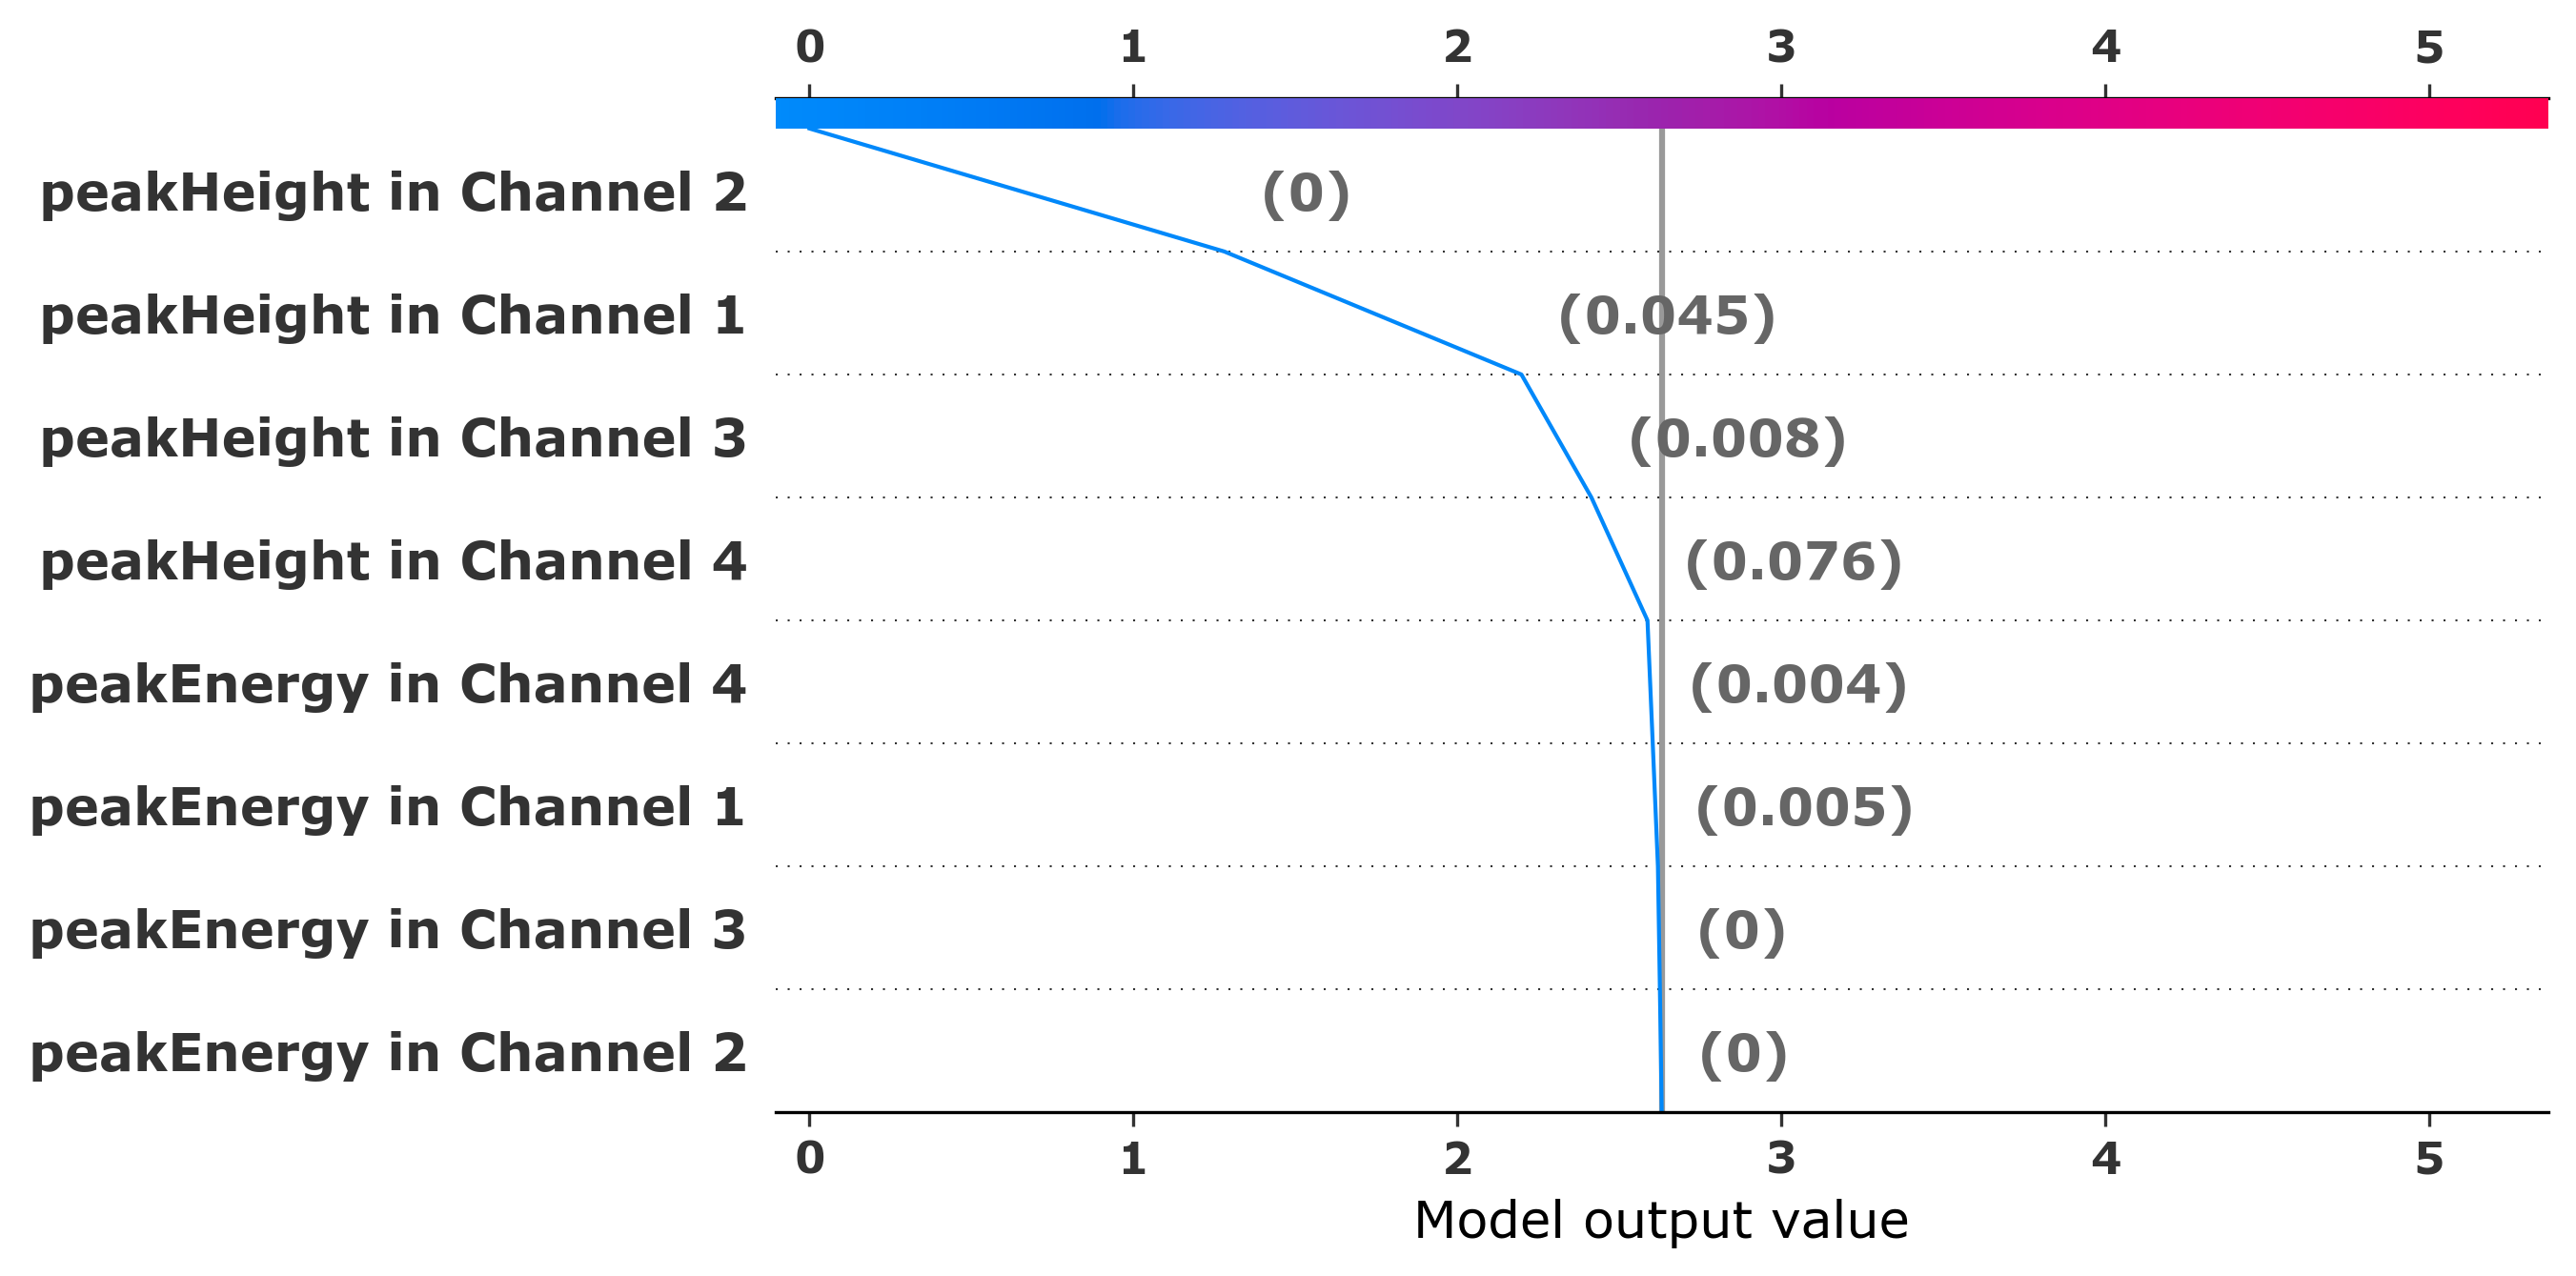 0 1 2 3 4 5
peakHeight in Channel 2 (0)
peakHeight in Channel 1 (0.045)
peakHeight in Channel 3 (0.008)
peakHeight in Channel 4 (0.076)
peakEnergy in Channel 4 (0.004)
peakEnergy in Channel 1 (0.005)
peakEnergy in Channel 3 (0)
peakEnergy in Channel 2 (0)
0 1 2 3 4 5
Model output value